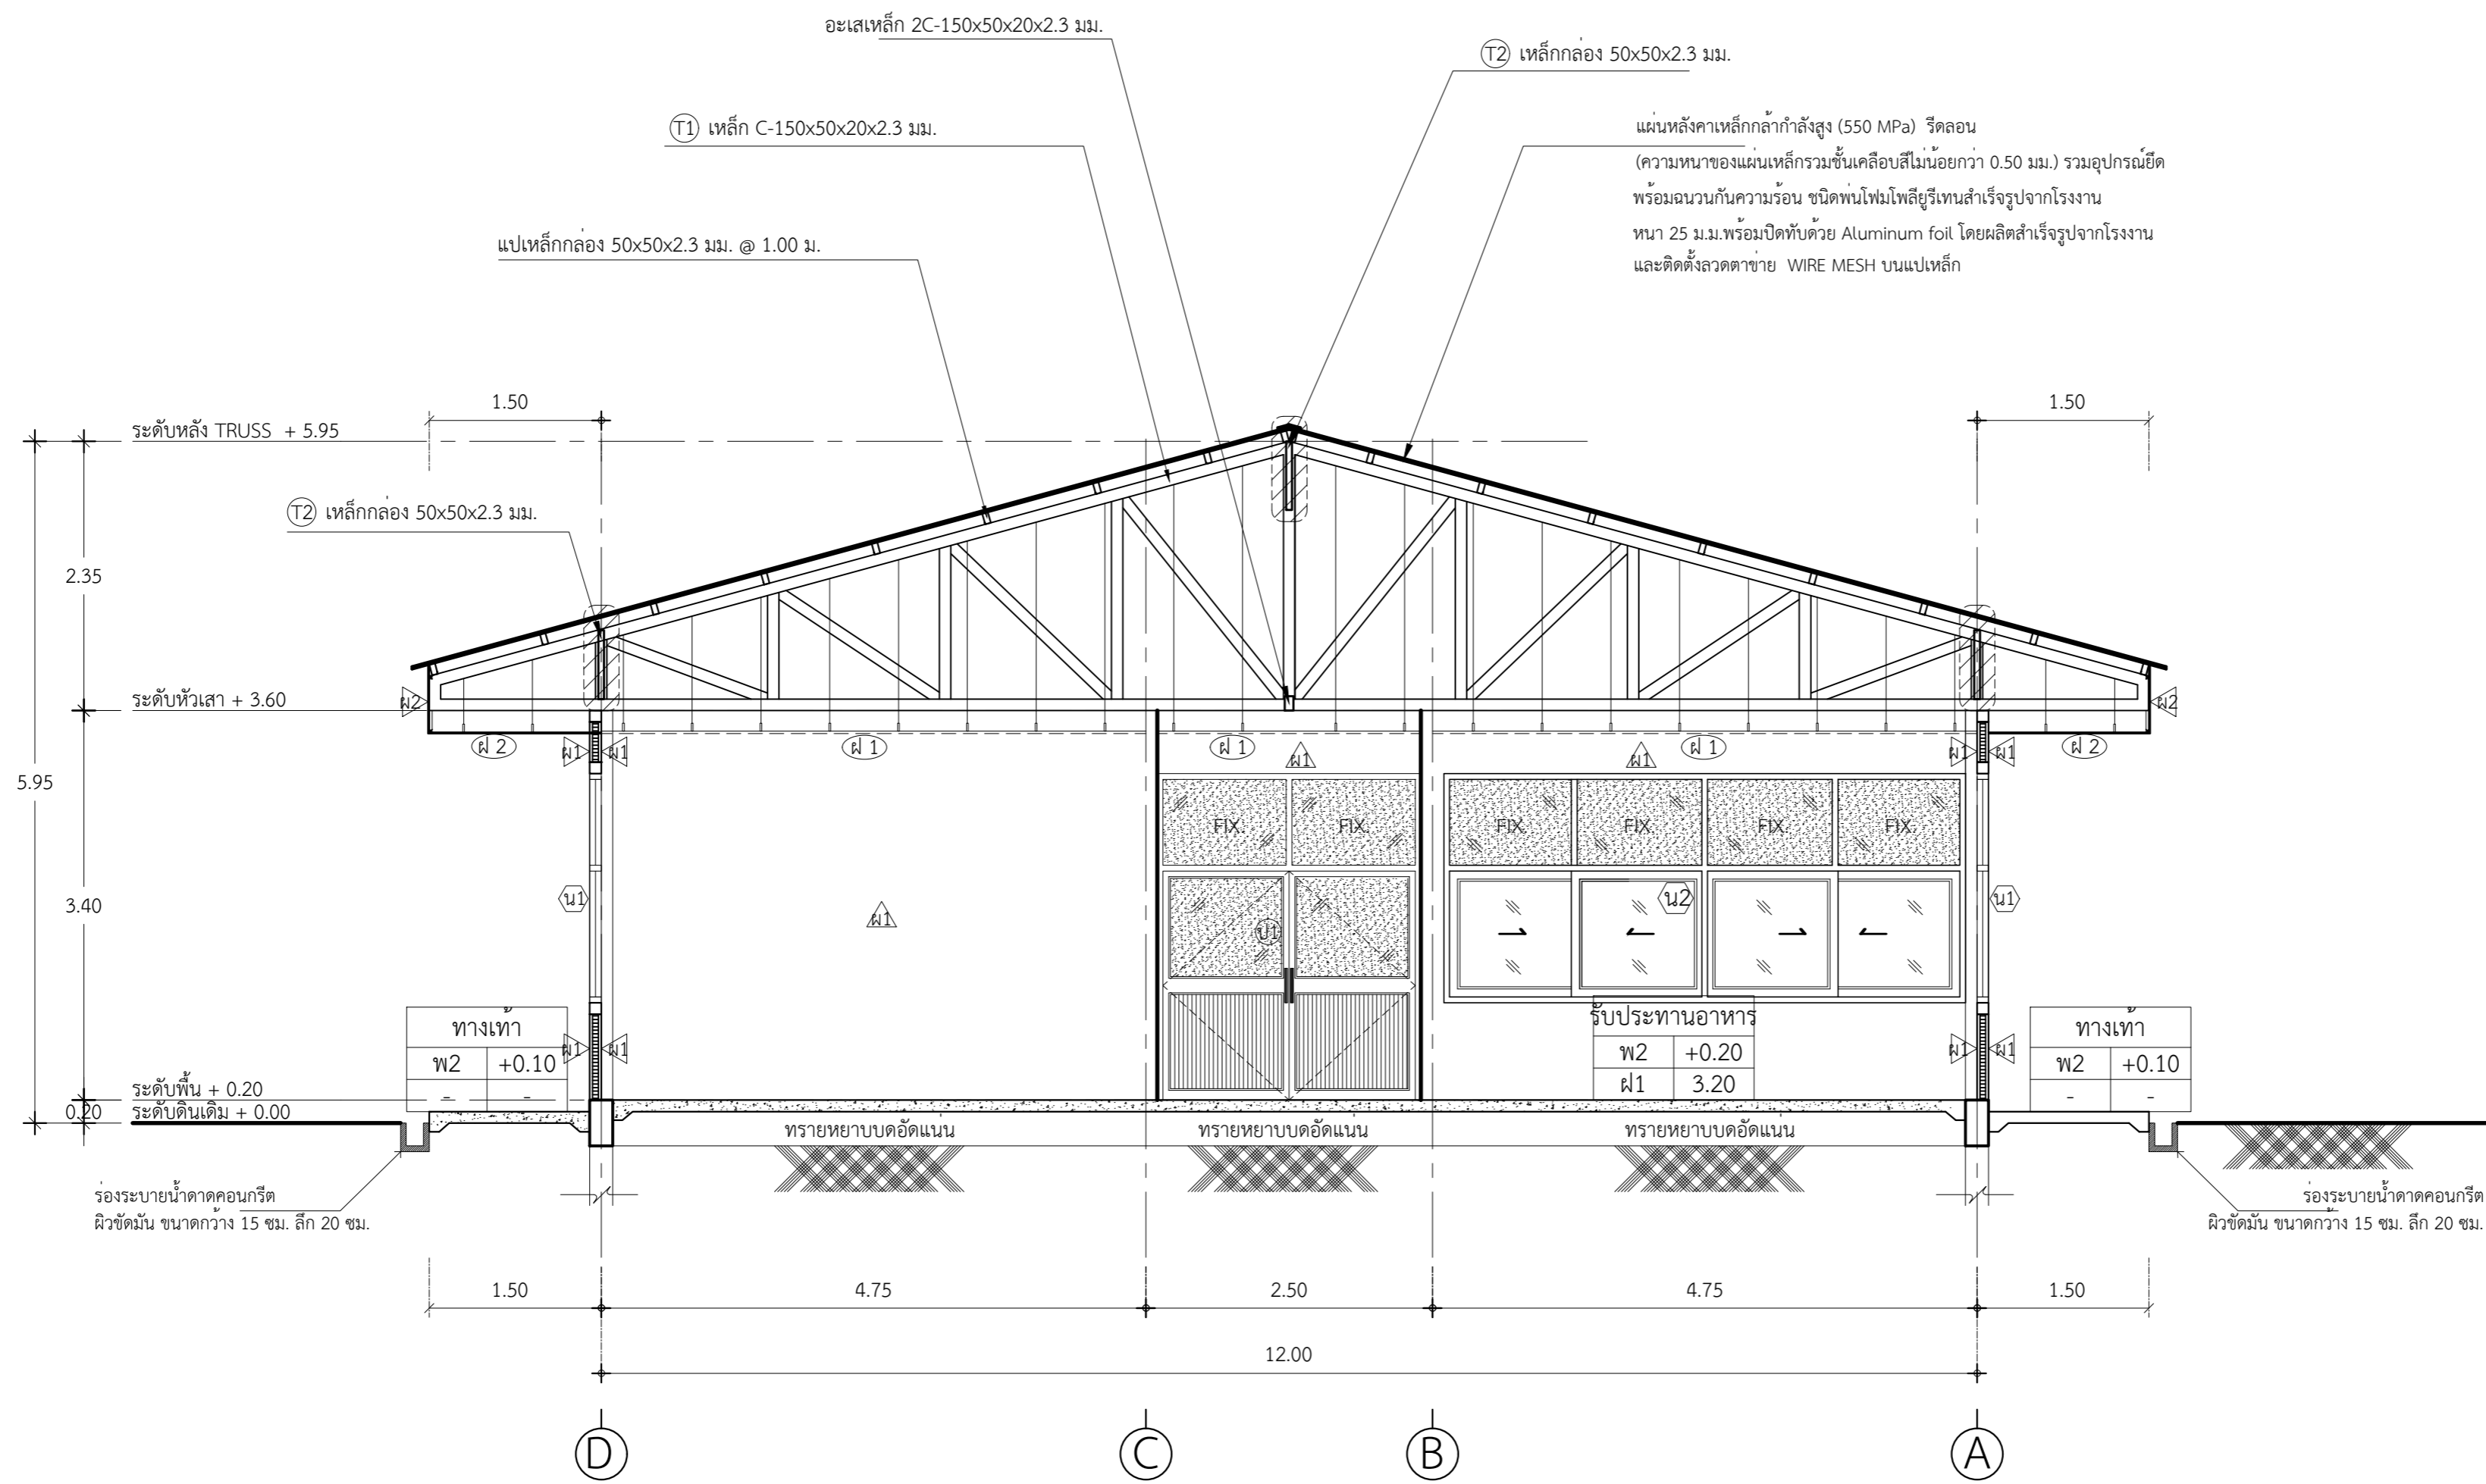 อะเสเหล็ก 2C-150x50x20x2.3 มม.
T2 เหล็กกล่อง 50x50x2.3 มม.
T1 เหล็ก C-150x50x20x2.3 มม.
แผ่นหลังคาเหล็กกล้ากำลังสูง (550 MPa) รีดลอน
(ความหนาของแผ่นเหล็กรวมชั้นเคลือบสีไม่น้อยกว่า 0.50 มม.) รวมอุปกรณ์ยึด
พร้อมฉนวนกันความร้อน ชนิดพ่นโฟมโพลียูรีเทนสำเร็จรูปจากโรงงาน
หนา 25 ม.ม.พร้อมปิดทับด้วย Aluminum foil โดยผลิตสำเร็จรูปจากโรงงาน
และติดตั้งลวดตาข่าย WIRE MESH บนแปเหล็ก
แปเหล็กกล่อง 50x50x2.3 มม. @ 1.00 ม.
1.50
1.50
ระดับหลัง TRUSS + 5.95
T2 เหล็กกล่อง 50x50x2.3 มม.
2.35
ระดับหัวเสา + 3.60
ผ2
ผ2
ฝ 2
ผ1
ผ1
ฝ 1
ฝ 1
ผ1
ผ1
ฝ 1
ผ1
ผ1
ฝ 2
5.95
FIX.
FIX.
FIX.
FIX.
FIX.
FIX.
3.40
น1
ผ1
ป1
น2
น1
ทางเท้า
พ2 +0.10
- -
ผ1
ผ1
รับประทานอาหาร
พ2 +0.20
ฝ1 3.20
ผ1
ผ1
ทางเท้า
พ2 +0.10
- -
ระดับพื้น + 0.20
0.20
ระดับดินเดิม + 0.00
ทรายหยาบบดอัดแน่น
ทรายหยาบบดอัดแน่น
ทรายหยาบบดอัดแน่น
ร่องระบายน้ำดาดคอนกรีต
ผิวขัดมัน ขนาดกว้าง 15 ซม. ลึก 20 ซม.
ร่องระบายน้ำดาดคอนกรีต
ผิวขัดมัน ขนาดกว้าง 15 ซม. ลึก 20 ซม.
1.50
4.75
2.50
4.75
1.50
12.00
D
C
B
A